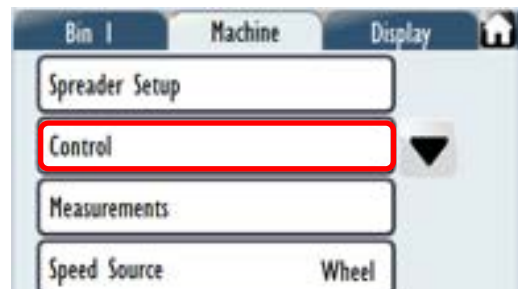 Bin 1 Machine Display
Spreader Setup
Control
Measurements
Speed Source Wheel